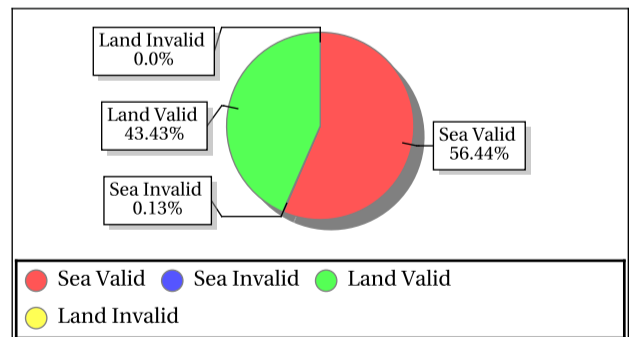 Land Invalid
0.0%
Land Valid
43.43%
Sea Valid
56.44%
Sea Invalid
0.13%
Sea Valid Sea Invalid Land Valid
Land Invalid